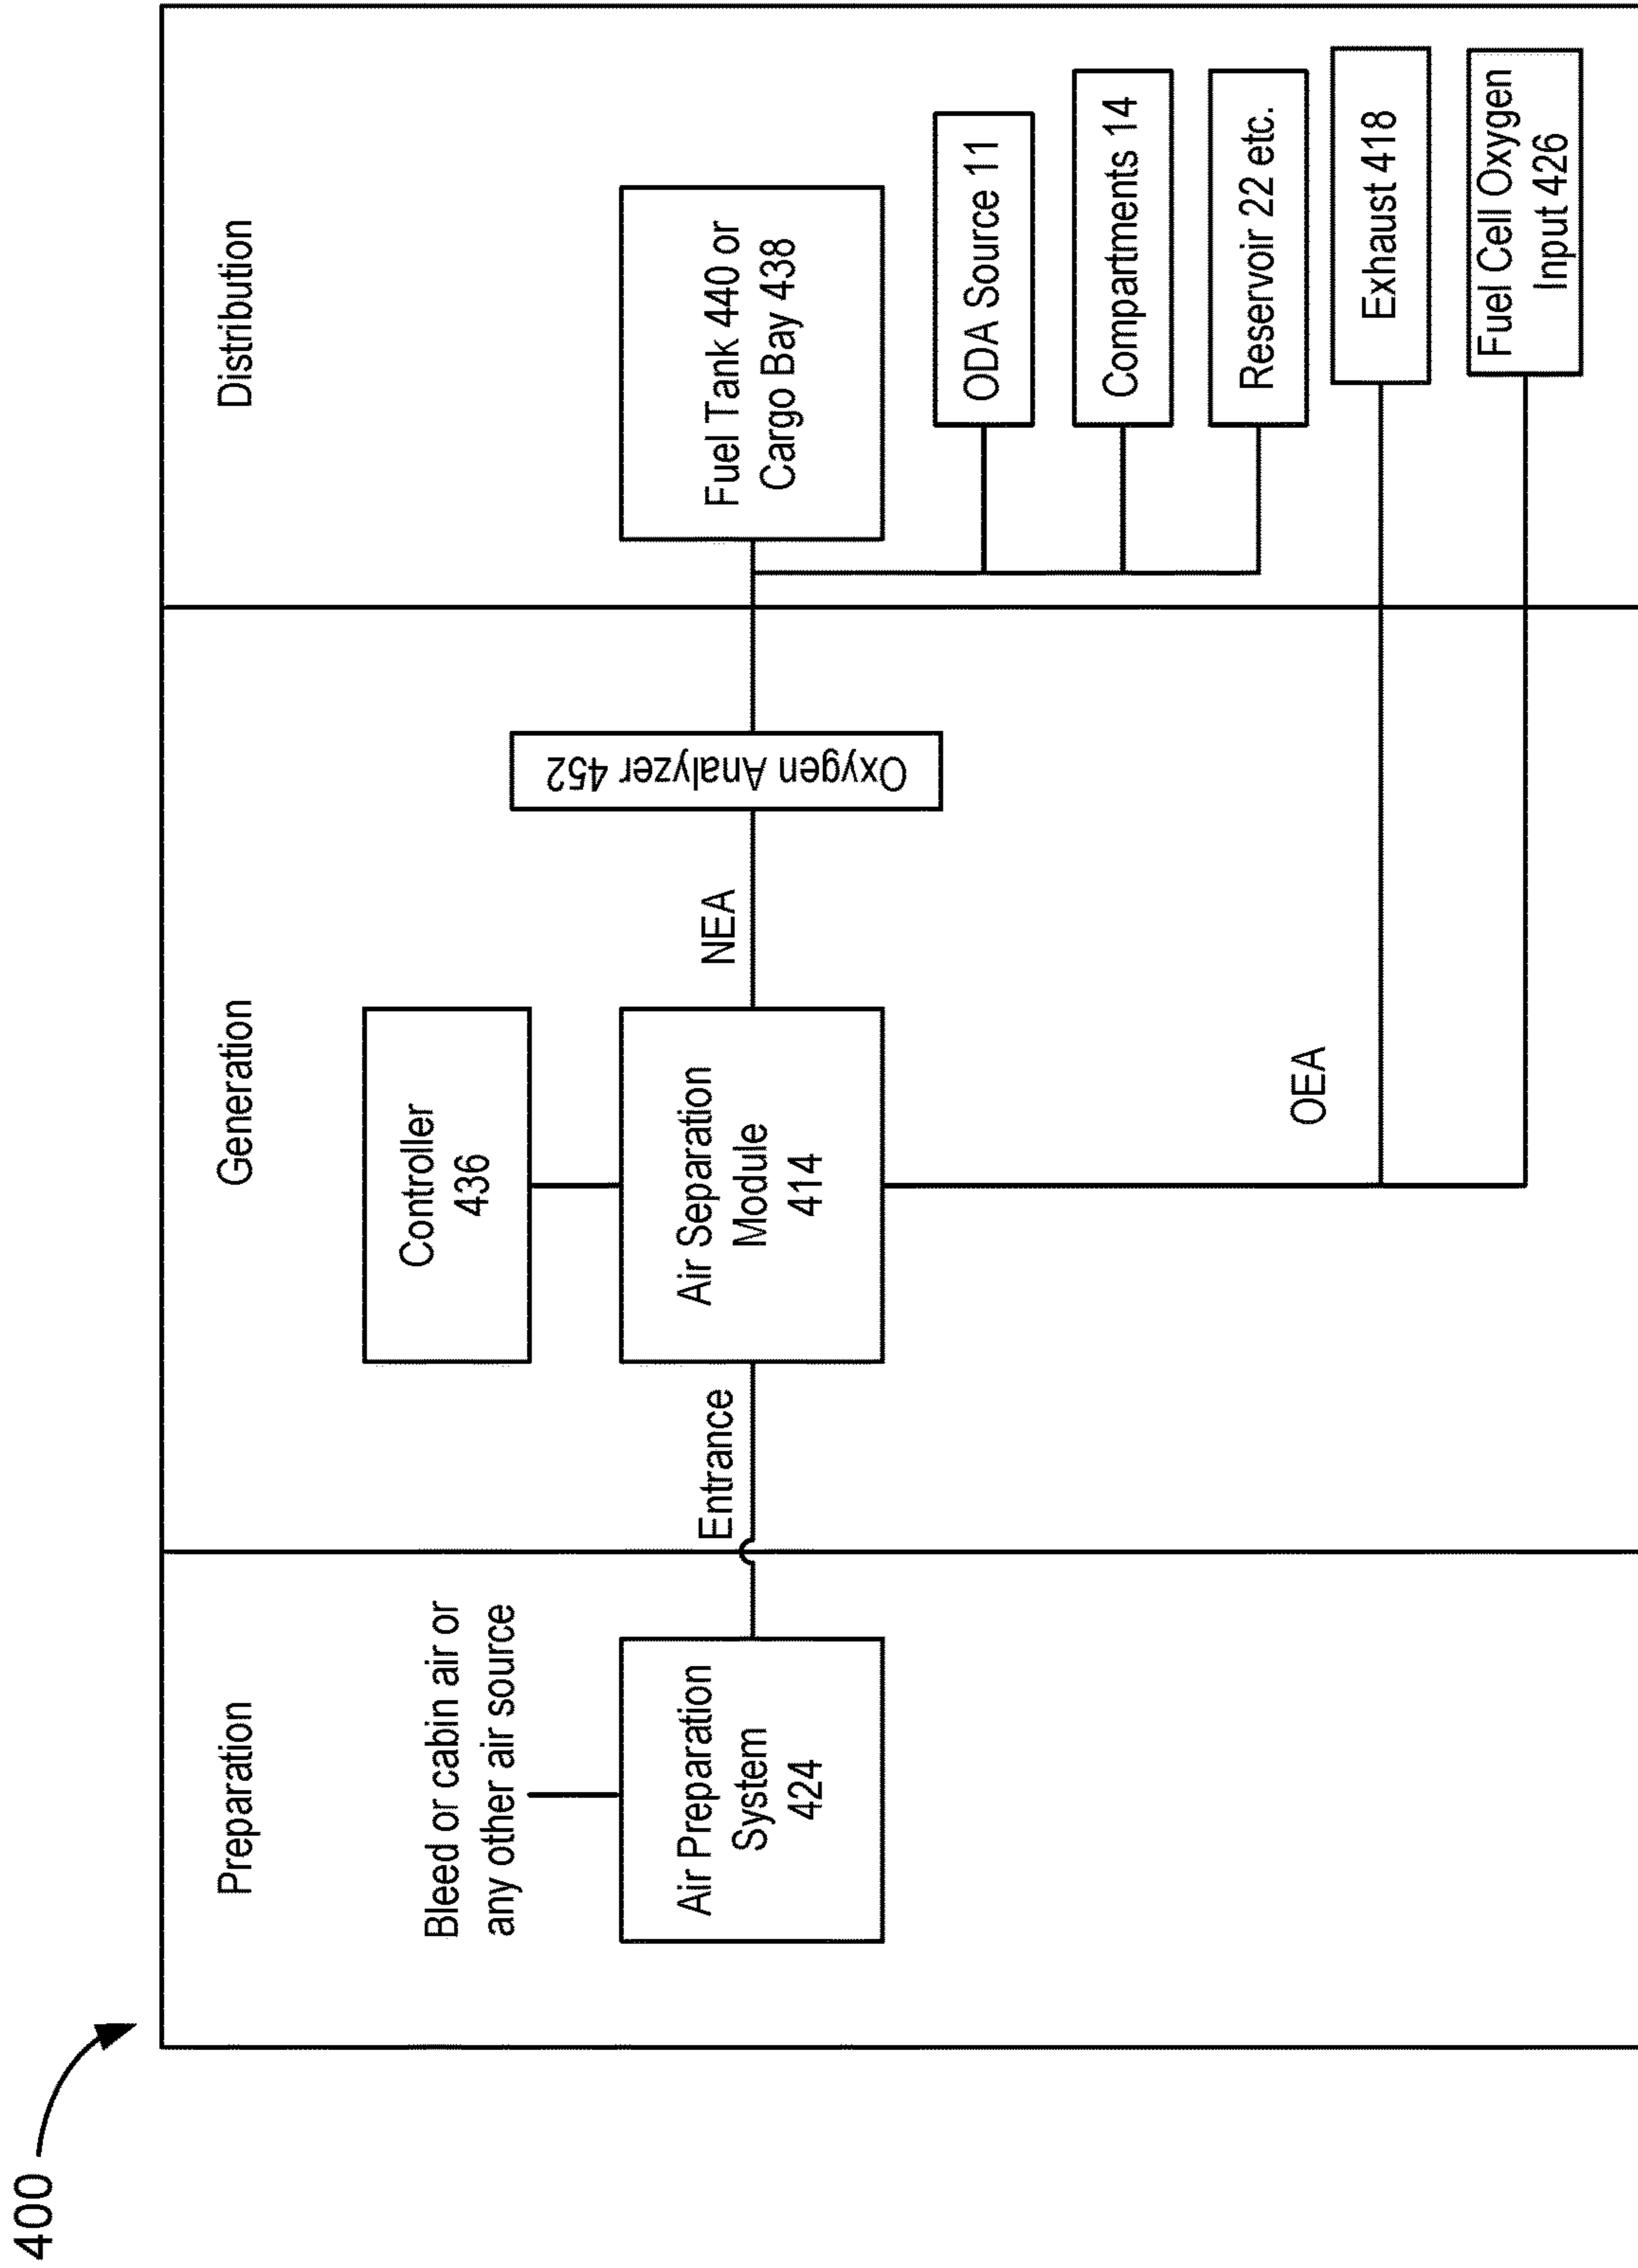 400
Preparation
Generation
Distribution
Bleed or cabin air or
any other air source
Air Preparation
System
424
Entrance
Controller
436
Air Separation
Module
414
NEA
Oxygen Analyzer 452
OEA
Fuel Tank 440 or
Cargo Bay 438
ODA Source 11
Compartments 14
Reservoir 22 etc.
Exhaust 418
Fuel Cell Oxygen
Input 426